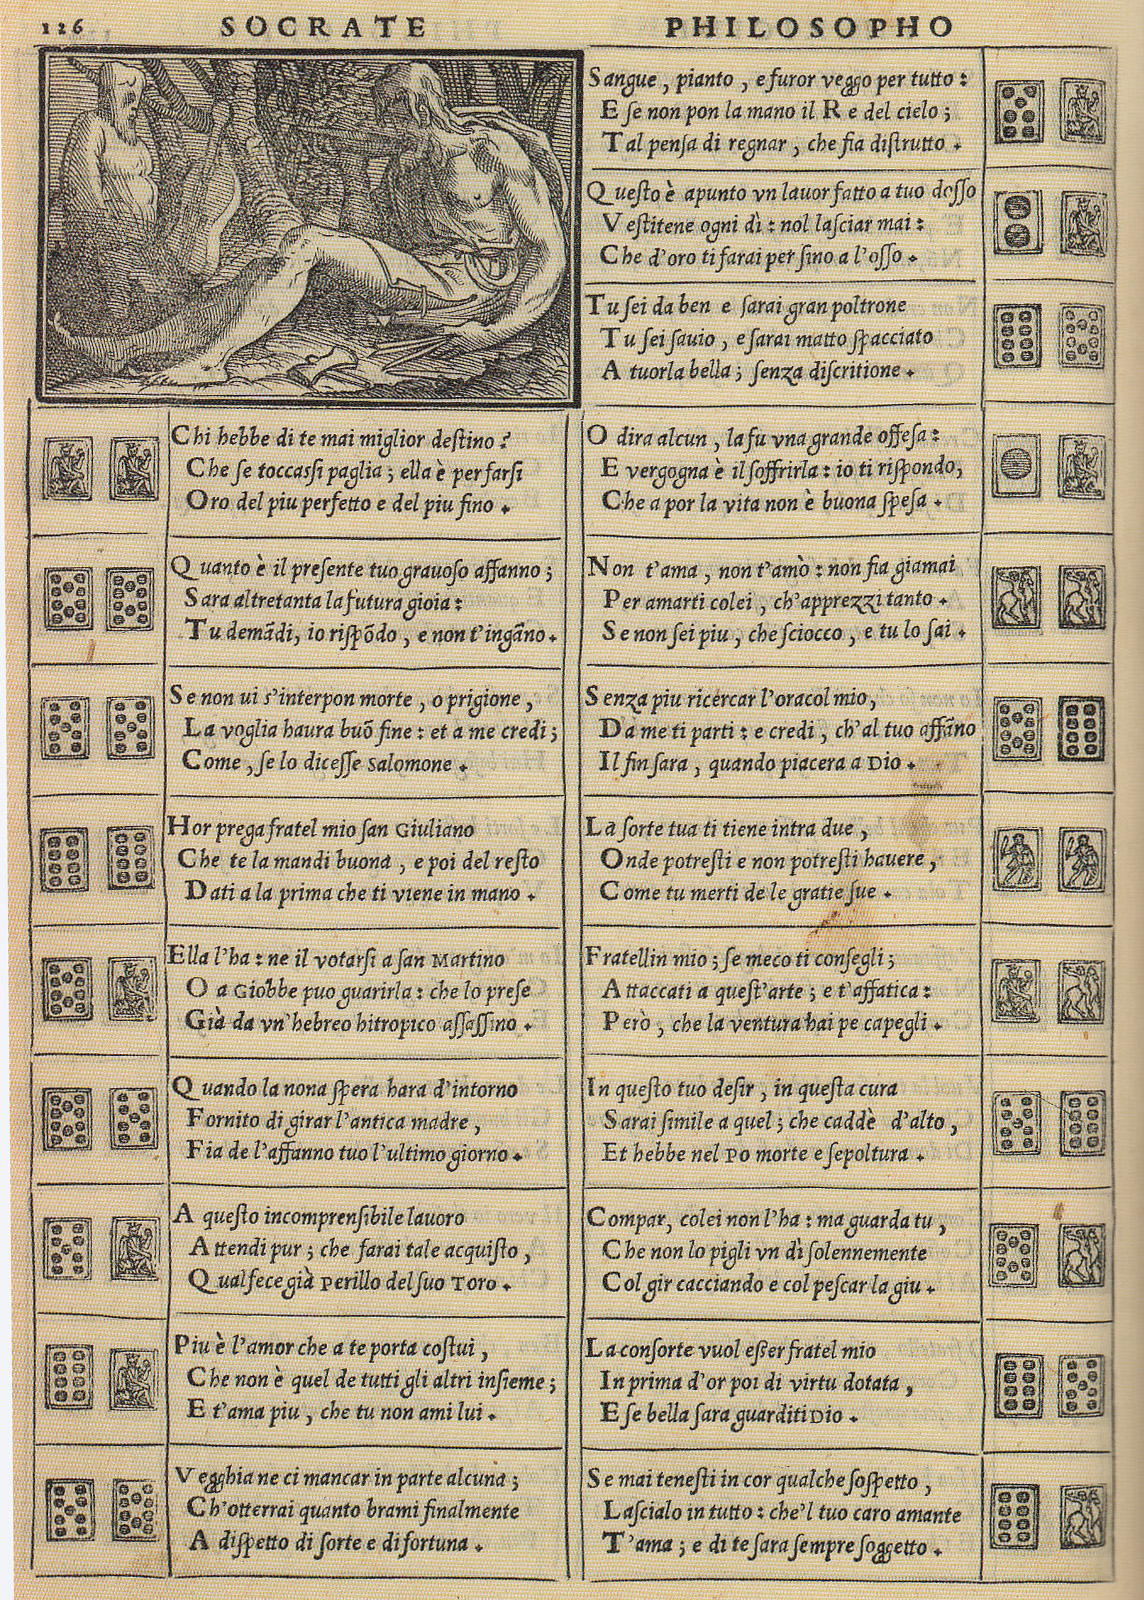 126 SOCRATE PHILOSOPHO
Chi hebbe di te mai miglior destino?
Che se toccassi paglia; ella è per farsi
Oro del piu perfetto e del piu fino.
Quanto è il presente tuo gravoso affanno;
Sara altretanta la futura gioia:
Tu demãdi, io rispõdo, e non t'ingãno.
Se non vi s'interpon morte, o prigione,
La voglia haura buõ fine: et a me credi;
Come, se lo dicesse Salomone.
Hor prega fratel mio san Giuliano
Che te la mandi buona, e poi del resto
Dati a la prima che ti viene in mano.
Ella l'ha: ne il votarsi a san Martino
O a Giobbe puo guarirla: che lo prese
Già da vn'hebreo hitropico assassino.
Quando la nona spera hara d'intorno
Fornito di girar l'antica madre,
Fia de l'affanno tuo l'ultimo giorno.
A questo incomprensibile lavoro
Attendi pur; che farai tale acquisto,
Qual fece già Perillo del suo Toro.
Piu è l'amor che a te porta costui,
Che non è quel de tutti gli altri insieme;
E t'ama piu, che tu non ami lui.
Vegghia ne ci mancar in parte alcuna;
Ch'otterrai quanto brami finalmente
A dispetto di sorte e di fortuna.
Sangue, pianto, e furor veggo per tutto:
E se non pon la mano il Re del cielo;
Tal pensa di regnar, che fia distrutto.
Questo è apunto vn lauor fatto a tuo dosso
Vestitene ogni dì: nol lasciar mai:
Che d'oro ti farai per sino a l'osso.
Tu sei da ben e sarai gran poltrone
Tu sei savio, e sarai matto spacciato
A tuorla bella; senza discritione.
O dira alcun, la fu vna grande offesa:
E vergogna è il soffrirla: io ti rispondo,
Che a por la vita non è buona spesa.
Non t'ama, non t'amò: non fia giamai
Per amarti colei, ch'apprezzi tanto.
Se non sei piu, che sciocco, e tu lo sai.
Senza piu ricercar l'oracol mio,
Da me ti parti: e credi, ch'al tuo affãno
Il fin sara, quando piacera a Dio.
La sorte tua ti tiene intra due,
Onde potresti e non potresti havere,
Come tu merti de le gratie sue.
Fratellin mio; se meco ti consegli;
Attaccati a quest'arte; e t'affatica:
Però, che la ventura hai pe capegli.
In questo tuo desir, in questa cura
Sarai simile a quel; che caddè d'alto,
Et hebbe nel Po morte e sepoltura.
Compar, colei non l'ha: ma guarda tu,
Che non lo pigli vn dì solennemente
Col gir cacciando e col pescar la giu.
La consorte vuol esser fratel mio
In prima d'or poi di virtu dotata,
E se bella sara guarditi Dio.
Se mai tenesti in cor qualche sospetto,
Lascialo in tutto: che'l tuo caro amante
T'ama; e di te sara sempre soggetto.